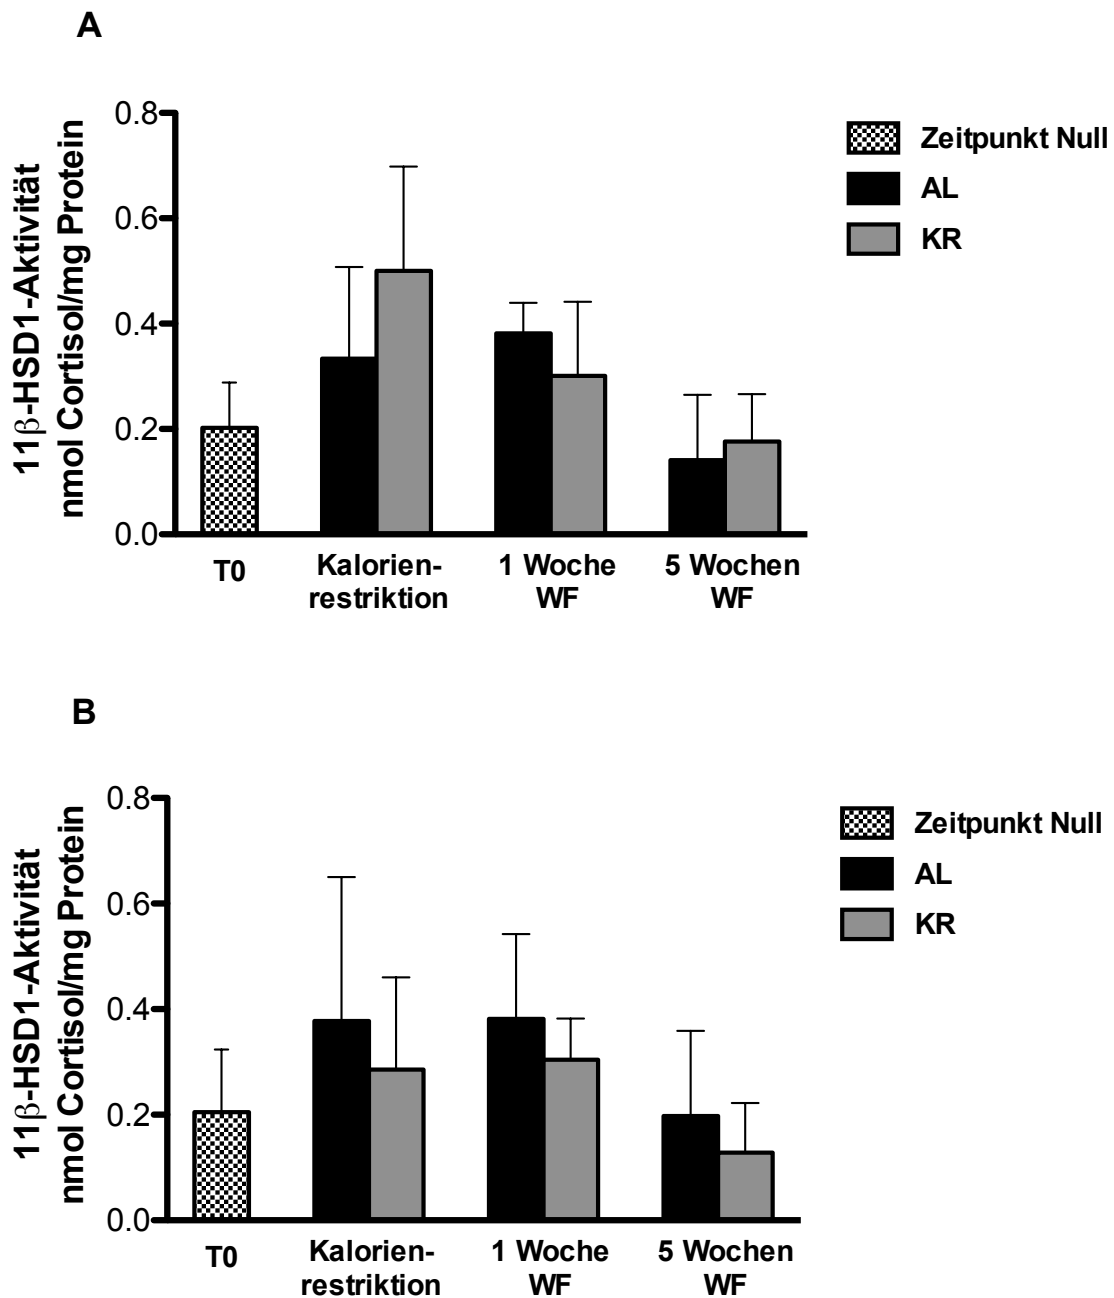 A
11β-HSD1-Aktivität
nmol Cortisol/mg Protein
0.8
0.6
0.4
0.2
0.0
T0
Kalorien-
restriktion
1 Woche
WF
5 Wochen
WF
Zeitpunkt Null
AL
KR
B
11β-HSD1-Aktivität
nmol Cortisol/mg Protein
0.8
0.6
0.4
0.2
0.0
T0
Kalorien-
restriktion
1 Woche
WF
5 Wochen
WF
Zeitpunkt Null
AL
KR